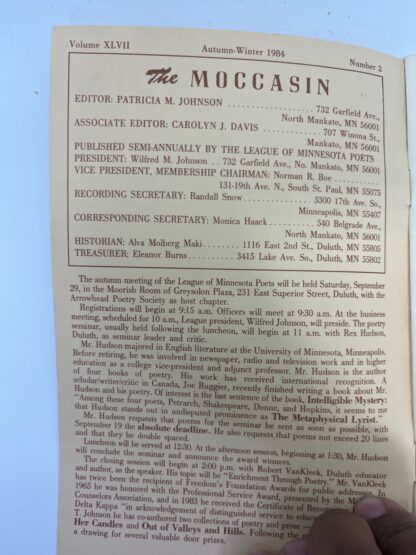 Volume XLVII Autumn-Winter 1984 Number 2
The MOCCASIN
EDITOR: PATRICIA M. JOHNSON .................... 732 Garfield Ave.,
North Mankato, MN 56001
ASSOCIATE EDITOR: CAROLYN J. DAVIS ............ 707 Winona St.,
Mankato, MN 56001
PUBLISHED SEMI-ANNUALLY BY THE LEAGUE OF MINNESOTA POETS
PRESIDENT: Wilfred M. Johnson .. 732 Garfield Ave., No. Mankato, MN 56001
VICE PRESIDENT, MEMBERSHIP CHAIRMAN: Norman R. Boe ..........
131-19th Ave. N., South St. Paul, MN 55075
RECORDING SECRETARY: Randall Snow ............... 3300 17th Ave. So.,
Minneapolis, MN 55407
CORRESPONDING SECRETARY: Monica Haack ........... 540 Belgrade Ave.,
North Mankato, MN 56001
HISTORIAN: Alva Molberg Maki ........ 1116 East 2nd St., Duluth, MN 55805
TREASURER: Eleanor Burns ........... 3415 Lake Ave. So., Duluth, MN 55802
The autumn meeting of the League of Minnesota Poets will be held Saturday, September
29, in the Moorish Room of Greysolon Plaza, 231 East Superior Street, Duluth, with the
Arrowhead Poetry Society as host chapter.
Registrations will begin at 9:15 a.m. Officers will meet at 9:30 a.m. At the business
meeting, scheduled for 10 a.m., League president, Wilfred Johnson, will preside. The poetry
seminar, usually held following the luncheon, will begin at 11 a.m. with Rex Hudson,
Duluth, as seminar leader and critic.
Mr. Hudson majored in English literature at the University of Minnesota, Minneapolis.
Before retiring, he was involved in newspaper, radio and television work and in higher
education as a college vice-president and adjunct professor. Mr. Hudson is the author
of four books of poetry. His work has received international recognition. A
scholar/writer/critic in Canada, Joe Ruggier, recently finished writing a book about Mr.
Hudson and his poetry. Of interest is the last sentence of the book, Intelligible Mystery:
"Among these four poets, Petrarch, Shakespeare, Donne, and Hopkins, it seems to me
that Hudson stands out in undisputed prominence as The Metaphysical Lyrist."
Mr. Hudson requests that poems for the seminar be sent as soon as possible, with
September 19 the absolute deadline. He also requests that poems not exceed 20 lines
and that they be double spaced.
Luncheon will be served at 12:30. At the afternoon session, beginning at 1:30, Mr. Hudson
will conclude the seminar and announce the award winners.
The closing session will begin at 2:00 p.m. with Robert VanKleek, Duluth educator
and author, as the speaker. His topic will be "Enrichment Through Poetry." Mr. VanKleek
has twice been the recipient of Freedom's Foundation Awards for public addresses. In
1965 he was honored with the Professional Service Award, presented by the
Counselors Association, and in 1983 he received the Certificate of
Delta Kappa "in acknowledgement of distinguished service to
T. Johnson he has co-authored two collections of poetry and prose
Her Candles and Out of Valleys and Hills. Following the
a drawing for several valuable door prizes.